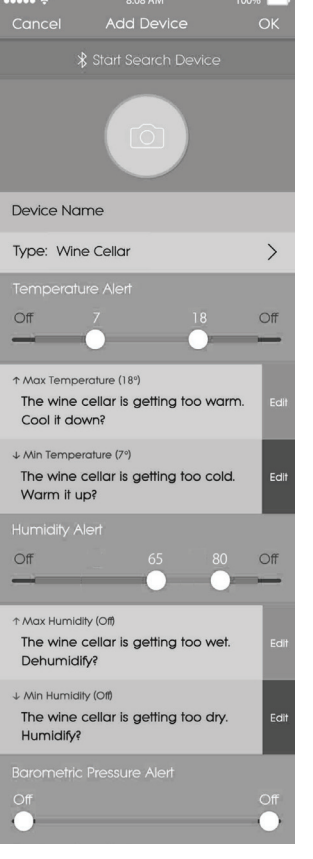 8:08 AM 100%
Cancel Add Device OK
Start Search Device
Device Name
Type: Wine Cellar
Temperature Alert
Off 7 18 Off
↑ Max Temperature (18°)
The wine cellar is getting too warm.
Cool it down?
Edit
↓ Min Temperature (7°)
The wine cellar is getting too cold.
Warm it up?
Edit
Humidity Alert
Off 65 80 Off
↑ Max Humidity (Off)
The wine cellar is getting too wet.
Dehumidify?
Edit
↓ Min Humidity (Off)
The wine cellar is getting too dry.
Humidify?
Edit
Barometric Pressure Alert
Off Off